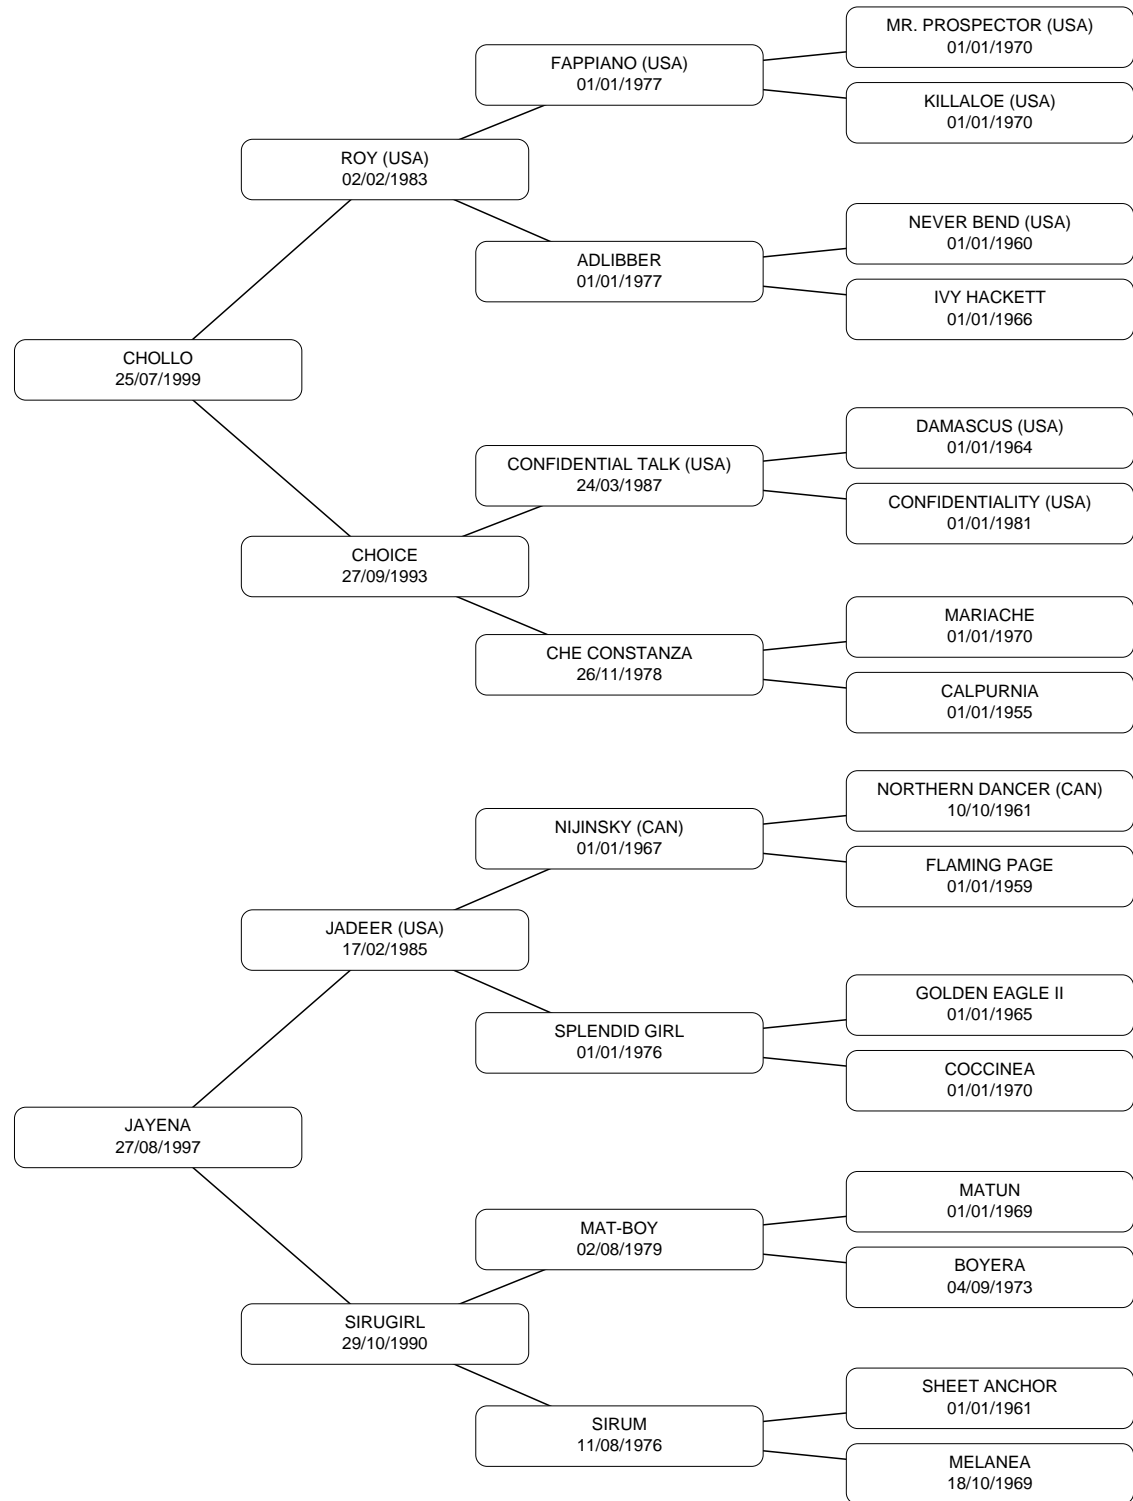 MR. PROSPECTOR (USA)
01/01/1970
FAPPIANO (USA)
01/01/1977
KILLALOE (USA)
01/01/1970
ROY (USA)
02/02/1983
NEVER BEND (USA)
01/01/1960
ADLIBBER
01/01/1977
IVY HACKETT
01/01/1966
CHOLLO
25/07/1999
DAMASCUS (USA)
01/01/1964
CONFIDENTIAL TALK (USA)
24/03/1987
CONFIDENTIALITY (USA)
01/01/1981
CHOICE
27/09/1993
MARIACHE
01/01/1970
CHE CONSTANZA
26/11/1978
CALPURNIA
01/01/1955
NORTHERN DANCER (CAN)
10/10/1961
NIJINSKY (CAN)
01/01/1967
FLAMING PAGE
01/01/1959
JADEER (USA)
17/02/1985
GOLDEN EAGLE II
01/01/1965
SPLENDID GIRL
01/01/1976
COCCINEA
01/01/1970
JAYENA
27/08/1997
MATUN
01/01/1969
MAT-BOY
02/08/1979
BOYERA
04/09/1973
SIRUGIRL
29/10/1990
SHEET ANCHOR
01/01/1961
SIRUM
11/08/1976
MELANEA
18/10/1969